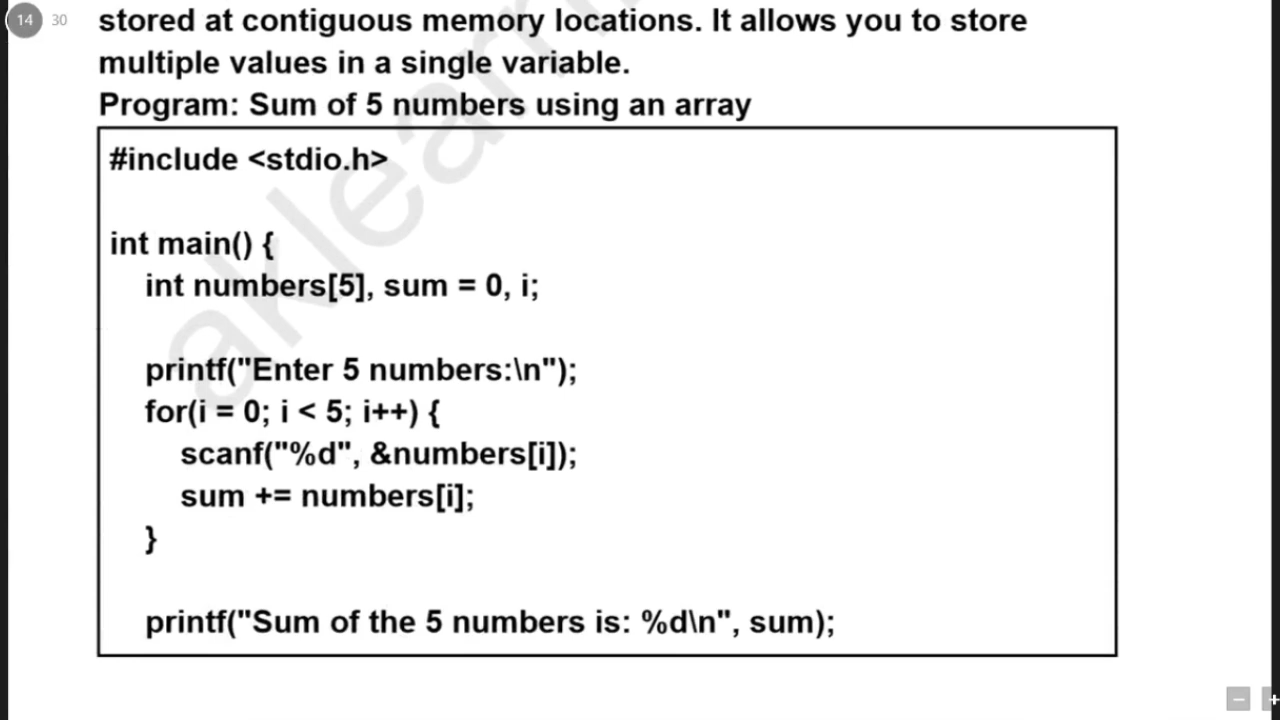 14 30
stored at contiguous memory locations. It allows you to store
multiple values in a single variable.
Program: Sum of 5 numbers using an array
#include <stdio.h>
int main() {
int numbers[5], sum = 0, i;
printf("Enter 5 numbers:\n");
for(i = 0; i < 5; i++) {
scanf("%d", &numbers[i]);
sum += numbers[i];
}
printf("Sum of the 5 numbers is: %d\n", sum);